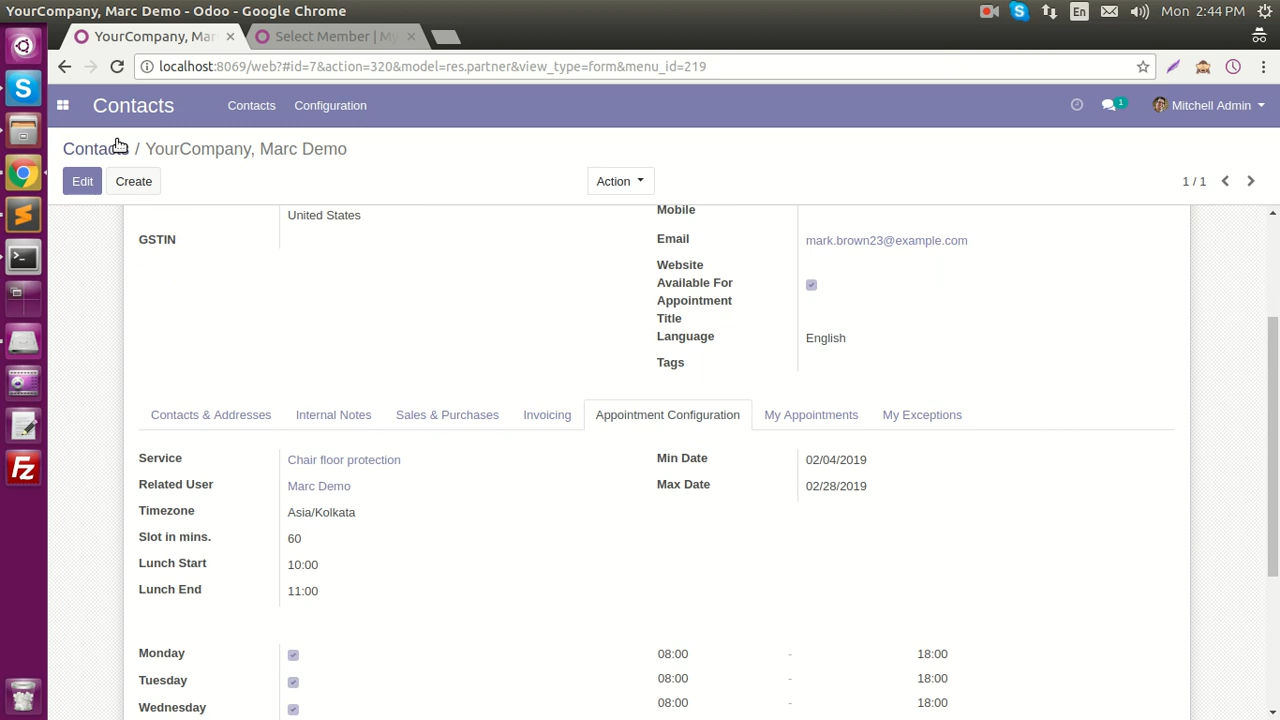 YourCompany, Marc Demo - Odoo - Google Chrome
En
Mon 2:44 PM
YourCompany, Mar
Select Member | My
localhost:8069/web?#id=7&action=320&model=res.partner&view_type=form&menu_id=219
Contacts
Contacts Configuration
1
Mitchell Admin
Contacts / YourCompany, Marc Demo
Edit Create
Action
1 / 1
United States
Mobile
GSTIN
Email mark.brown23@example.com
Website
Available For
Appointment
Title
Language English
Tags
Contacts & Addresses Internal Notes Sales & Purchases Invoicing Appointment Configuration My Appointments My Exceptions
Service Chair floor protection Min Date 02/04/2019
Related User Marc Demo Max Date 02/28/2019
Timezone Asia/Kolkata
Slot in mins. 60
Lunch Start 10:00
Lunch End 11:00
Monday 08:00 - 18:00
Tuesday 08:00 - 18:00
Wednesday 08:00 - 18:00